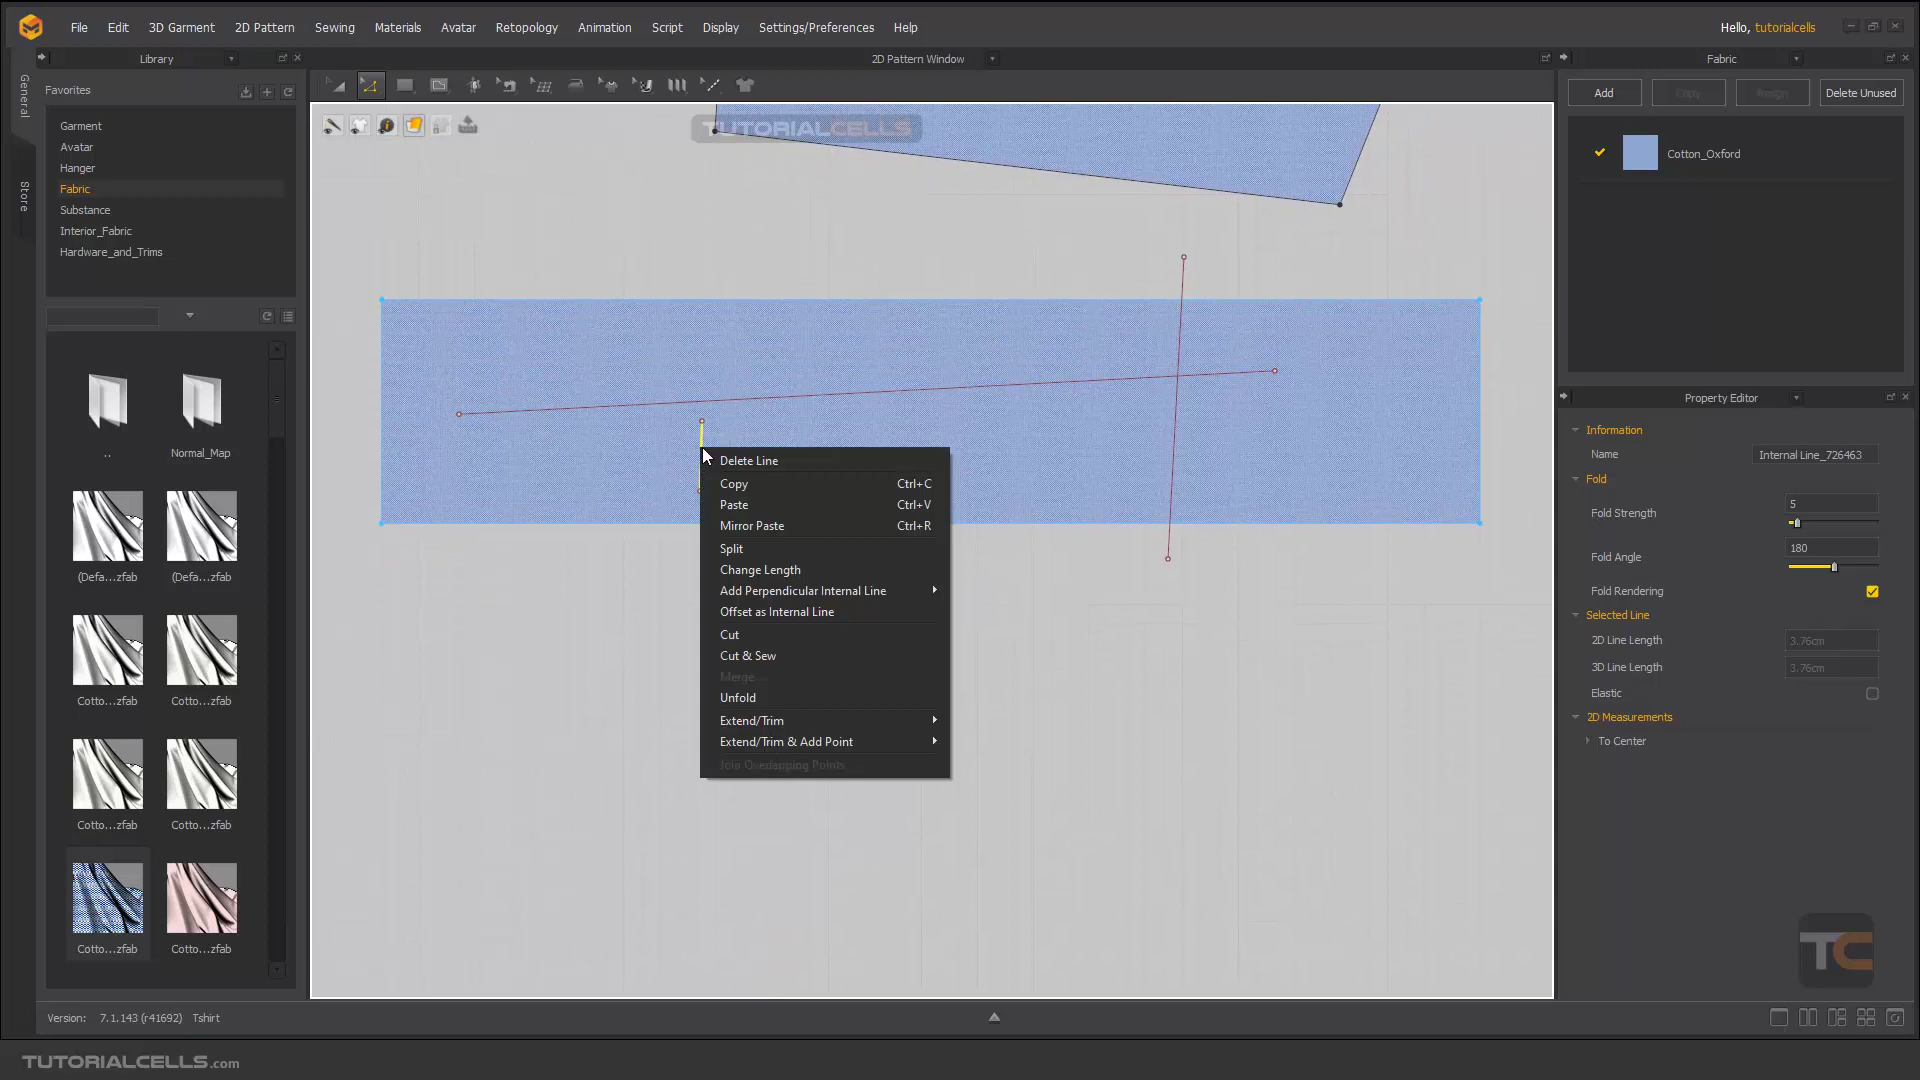 File Edit 3D Garment 2D Pattern Sewing Materials Avatar Retopology Animation Script Display Settings/Preferences Help Hello, tutorialcells
Library 2D Pattern Window Fabric
General
Store
Favorites
Garment
Avatar
Hanger
Fabric
Substance
Interior_Fabric
Hardware_and_Trims
..
Normal_Map
(Defa...zfab (Defa...zfab
Cotto...zfab Cotto...zfab
Cotto...zfab Cotto...zfab
Cotto...zfab Cotto...zfab
TUTORIALCELLS
Delete Line
Copy Ctrl+C
Paste Ctrl+V
Mirror Paste Ctrl+R
Split
Change Length
Add Perpendicular Internal Line
Offset as Internal Line
Cut
Cut & Sew
Merge
Unfold
Extend/Trim
Extend/Trim & Add Point
Join Overlapping Points
Add Copy Assign Delete Unused
Cotton_Oxford
Property Editor
Information
Name Internal Line_726463
Fold
Fold Strength 5
Fold Angle 180
Fold Rendering
Selected Line
2D Line Length 3.76cm
3D Line Length 3.76cm
Elastic
2D Measurements
To Center
TC
Version: 7.1.143 (r41692) Tshirt
TUTORIALCELLS.com